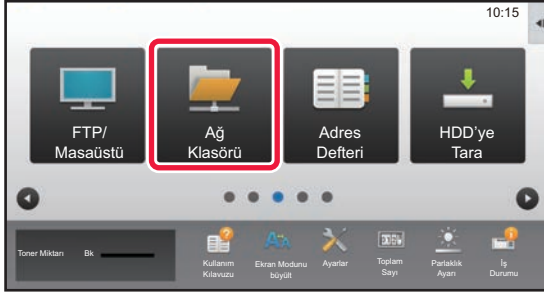 10:15
FTP/
Masaüstü
Ağ
Klasörü
Adres
Defteri
HDD'ye
Tara
Toner Miktarı Bk
Kullanım
Kılavuzu
Ekran Modunu
büyült
Ayarlar
Toplam
Sayı
Parlaklık
Ayarı
İş
Durumu